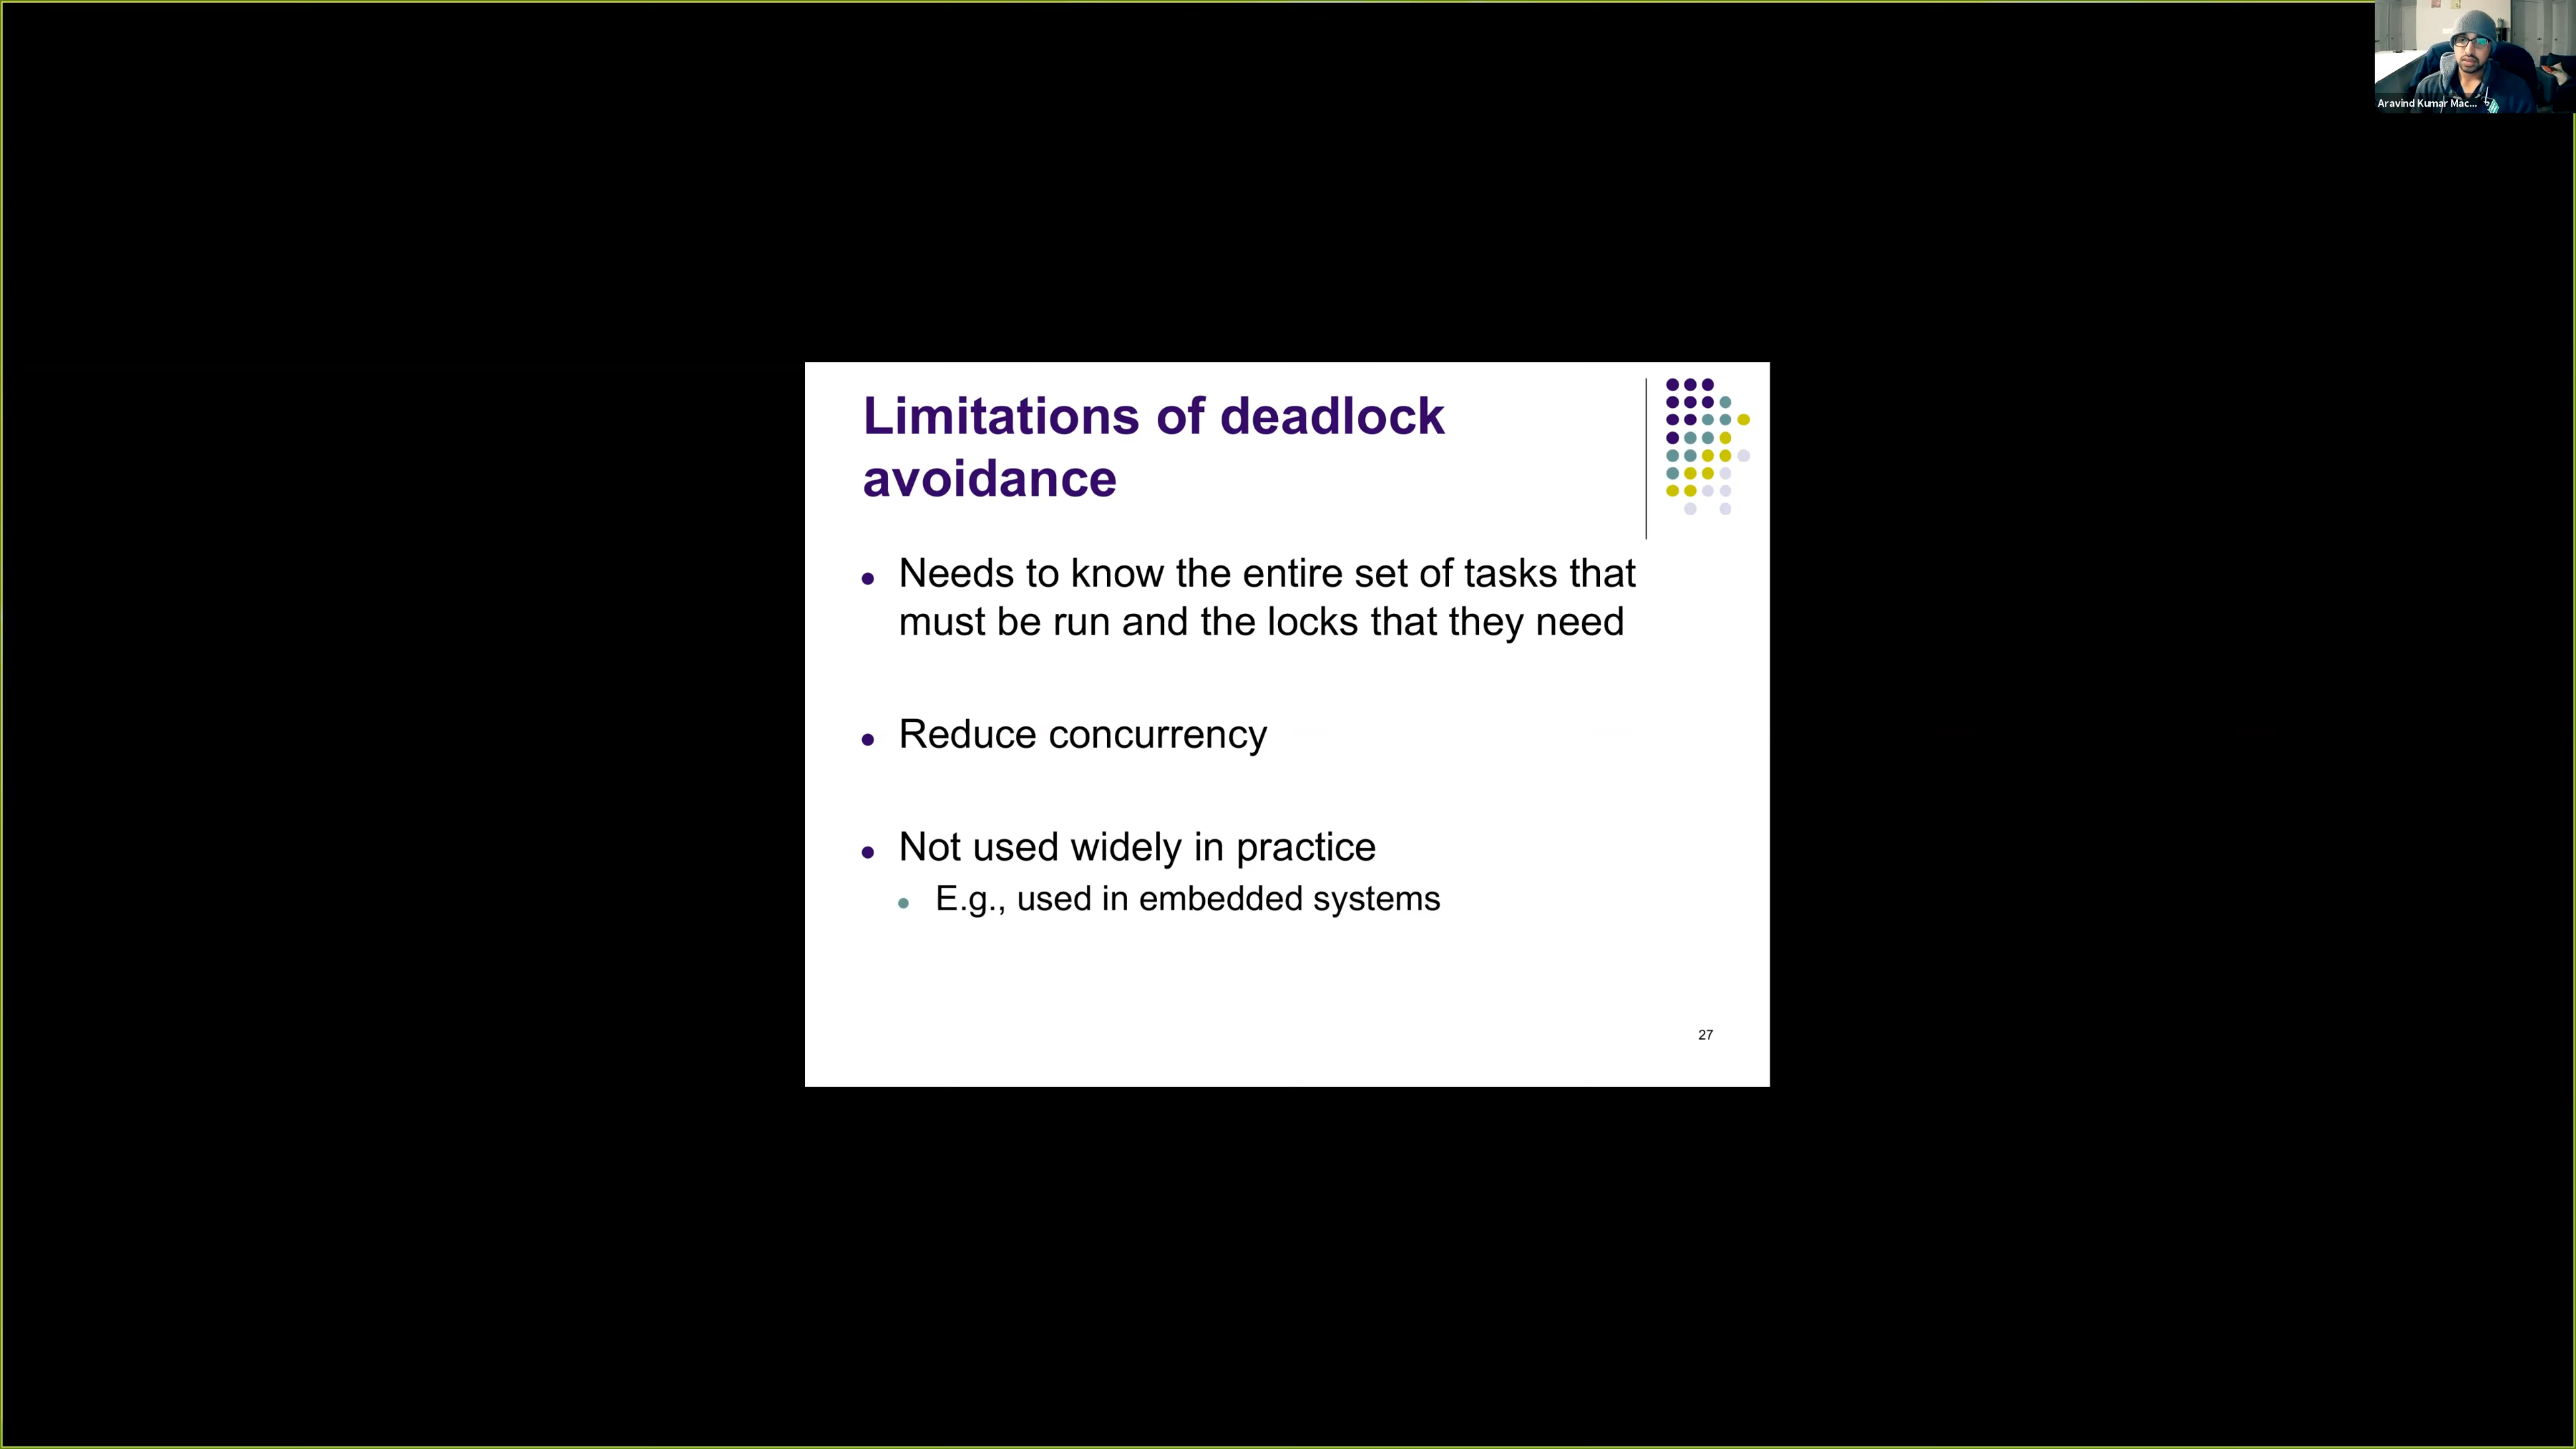 Aravind Kumar Mac...
Limitations of deadlock
avoidance
Needs to know the entire set of tasks that
must be run and the locks that they need
Reduce concurrency
Not used widely in practice
E.g., used in embedded systems
27